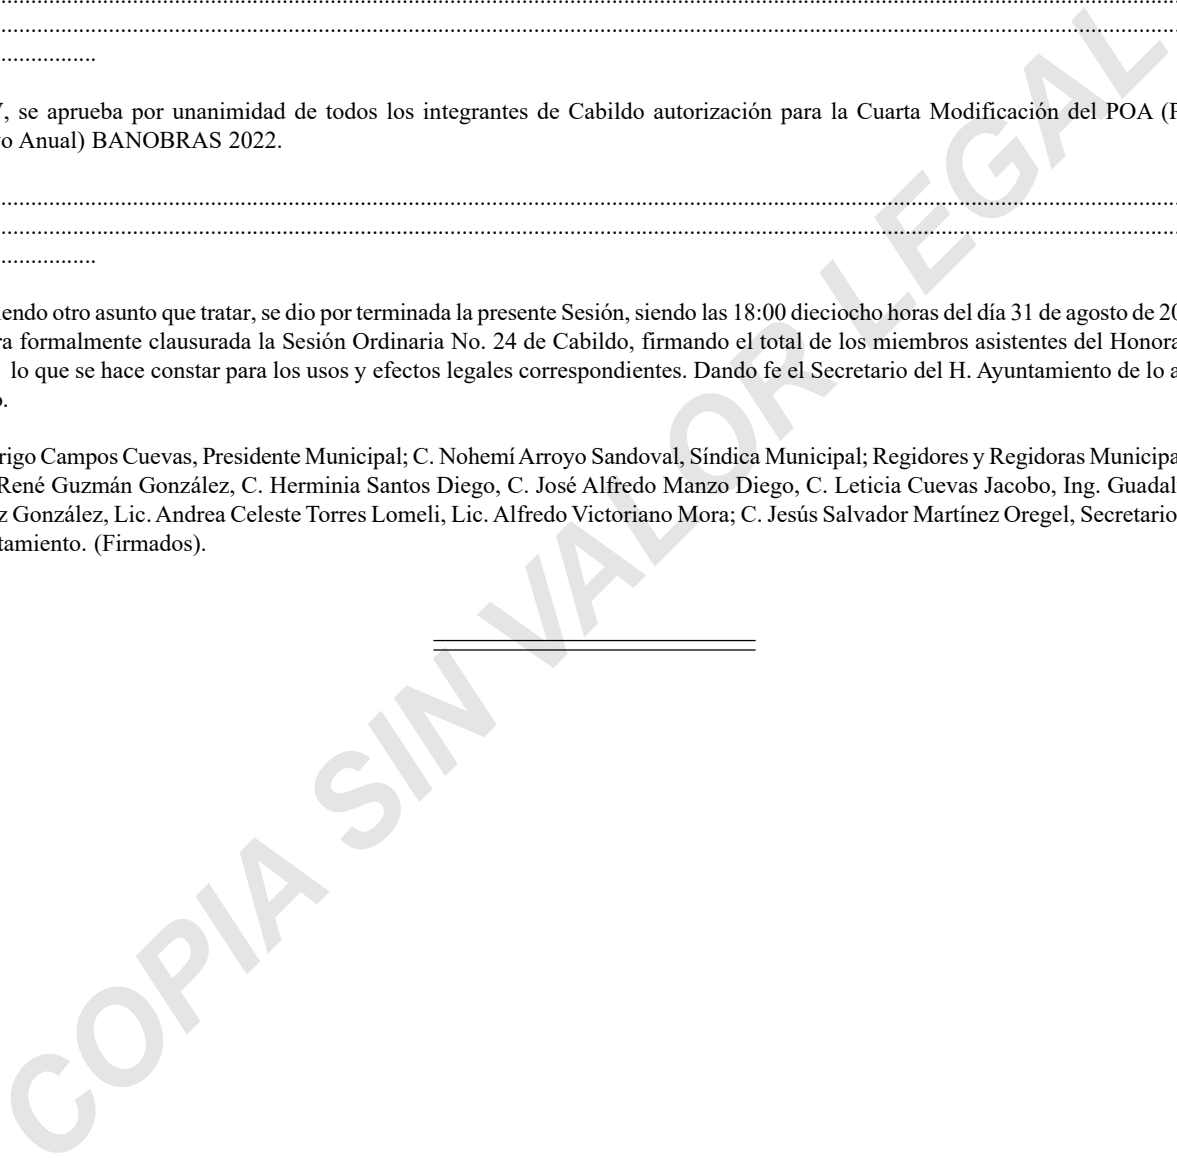 ................................................................................
................................................................................
................
, se aprueba por unanimidad de todos los integrantes de Cabildo autorización para la Cuarta Modificación del POA (
o Anual) BANOBRAS 2022.
................................................................................
................................................................................
................
endo otro asunto que tratar, se dio por terminada la presente Sesión, siendo las 18:00 dieciocho horas del día 31 de agosto de 20
ra formalmente clausurada la Sesión Ordinaria No. 24 de Cabildo, firmando el total de los miembros asistentes del Honora
lo que se hace constar para los usos y efectos legales correspondientes. Dando fe el Secretario del H. Ayuntamiento de lo a
.
rigo Campos Cuevas, Presidente Municipal; C. Nohemí Arroyo Sandoval, Síndica Municipal; Regidores y Regidoras Municipa
René Guzmán González, C. Herminia Santos Diego, C. José Alfredo Manzo Diego, C. Leticia Cuevas Jacobo, Ing. Guadal
z González, Lic. Andrea Celeste Torres Lomeli, Lic. Alfredo Victoriano Mora; C. Jesús Salvador Martínez Oregel, Secretario
tamiento. (Firmados).
COPIA SIN VALOR LEGAL